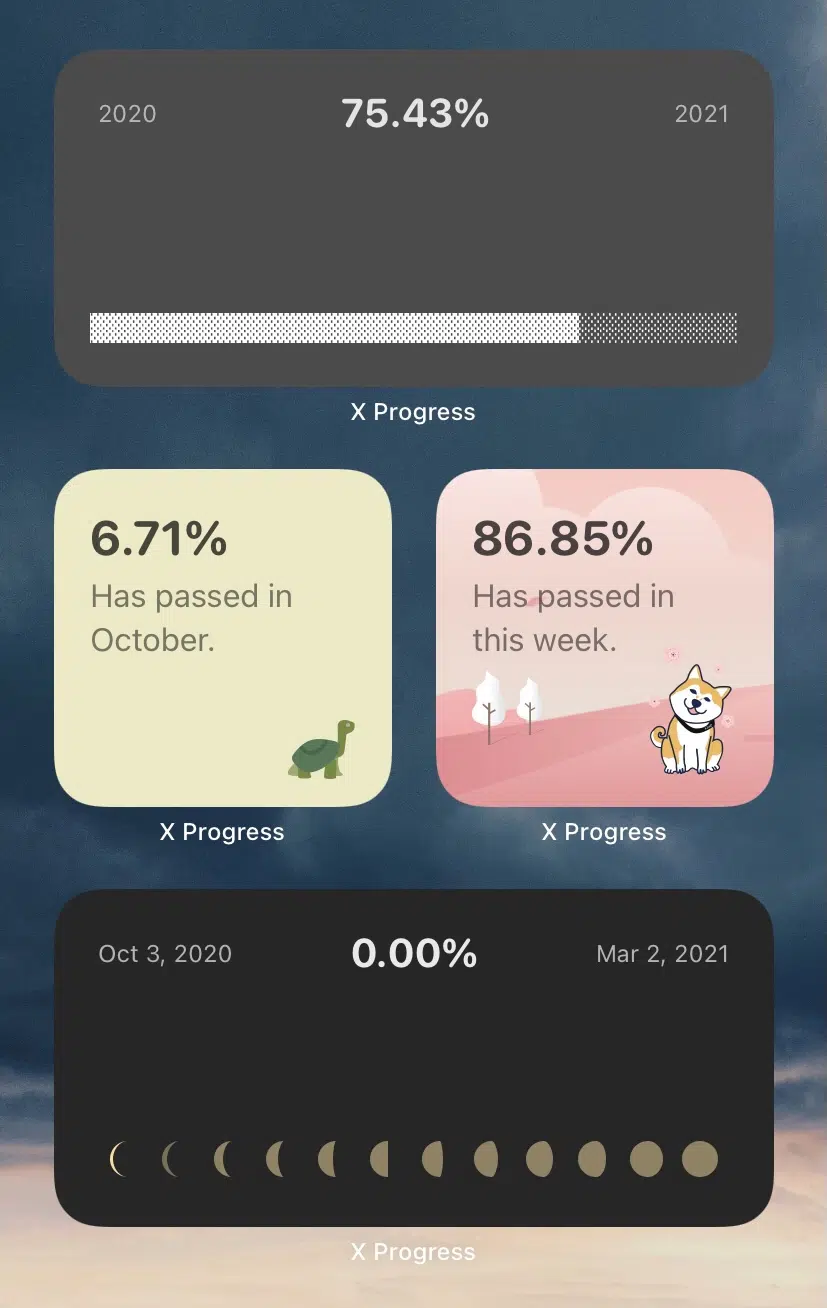 2020 75.43% 2021
X Progress
6.71%
Has passed in
October.
86.85%
Has passed in
this week.
X Progress X Progress
Oct 3, 2020 0.00% Mar 2, 2021
X Progress